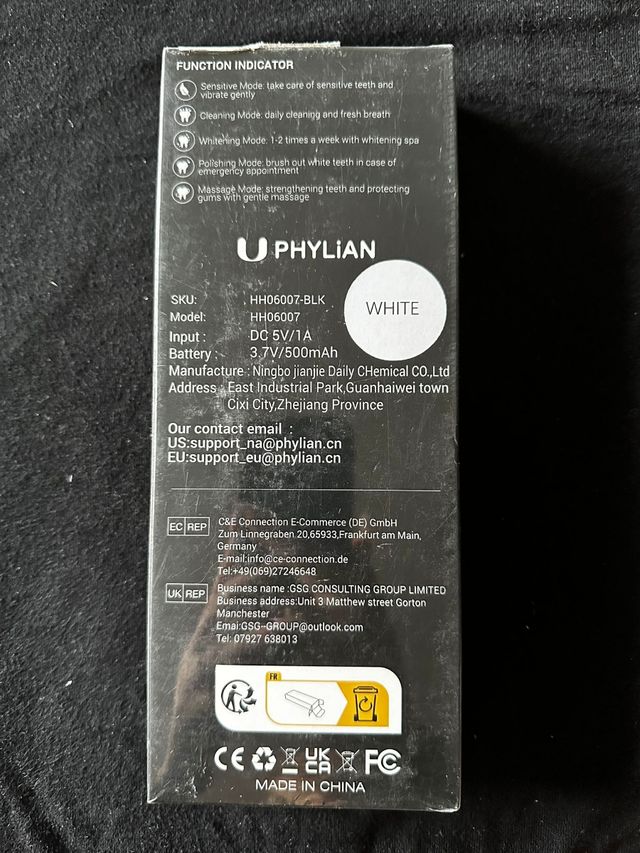 FUNCTION INDICATOR
Sensitive Mode: take care of sensitive teeth and
vibrate gently
Cleaning Mode: daily cleaning and fresh breath
Whitening Mode: 1-2 times a week with whitening spa
Polishing Mode: brush out white teeth in case of
emergency appointment
Massage Mode: strengthening teeth and protecting
gums with gentle massage
PHYLiAN
SKU: HH06007-BLK
Model: HH06007
WHITE
Input : DC 5V/1A
Battery : 3.7V/500mAh
Manufacture : Ningbo jianjie Daily CHemical CO.,Ltd
Address : East Industrial Park,Guanhaiwei town
Cixi City,Zhejiang Province
Our contact email :
US:support_na@phylian.cn
EU:support_eu@phylian.cn
EC REP
C&E Connection E-Commerce (DE) GmbH
Zum Linnegraben 20,65933,Frankfurt am Main,
Germany
E-mail:info@ce-connection.de
Tel:+49(069)27246648
UK REP
Business name :GSG CONSULTING GROUP LIMITED
Business address:Unit 3 Matthew street Gorton
Manchester
Emai:GSG-GROUP@outlook.com
Tel: 07927 638013
FR
CE UK CA FC
MADE IN CHINA